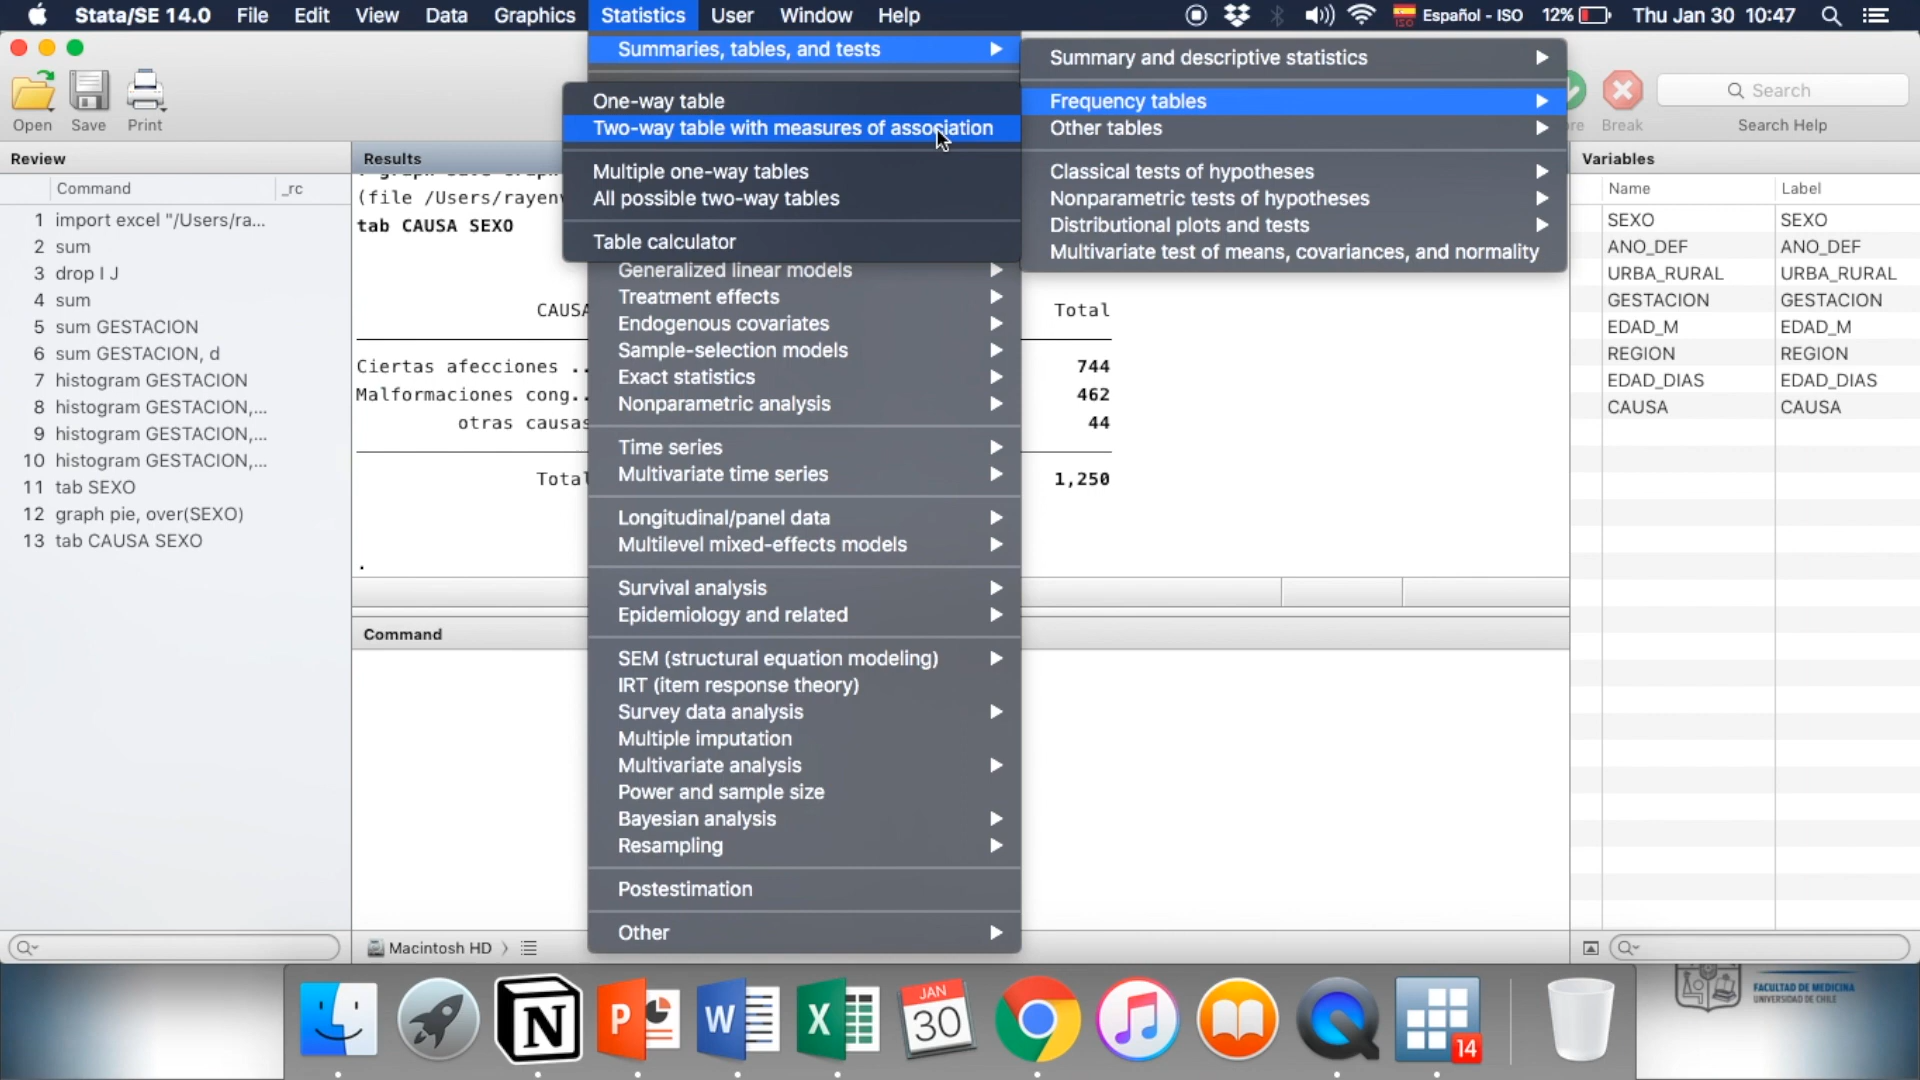 Stata/SE 14.0 File Edit View Data Graphics Statistics User Window Help Español - ISO 12% Thu Jan 30 10:47
Summaries, tables, and tests
Summary and descriptive statistics
Frequency tables
Other tables
Classical tests of hypotheses
Nonparametric tests of hypotheses
Distributional plots and tests
Multivariate test of means, covariances, and normality
One-way table
Two-way table with measures of association
Multiple one-way tables
All possible two-way tables
Table calculator
Generalized linear models
Treatment effects
Endogenous covariates
Sample-selection models
Exact statistics
Nonparametric analysis
Time series
Multivariate time series
Longitudinal/panel data
Multilevel mixed-effects models
Survival analysis
Epidemiology and related
SEM (structural equation modeling)
IRT (item response theory)
Survey data analysis
Multiple imputation
Multivariate analysis
Power and sample size
Bayesian analysis
Resampling
Postestimation
Other
Open Save Print
Break
Search
Search Help
Review
Command _rc
1 import excel "/Users/ra...
2 sum
3 drop I J
4 sum
5 sum GESTACION
6 sum GESTACION, d
7 histogram GESTACION
8 histogram GESTACION,...
9 histogram GESTACION,...
10 histogram GESTACION,...
11 tab SEXO
12 graph pie, over(SEXO)
13 tab CAUSA SEXO
Results
(file /Users/rayen
tab CAUSA SEXO
CAUSA Total
Ciertas afecciones .. 744
Malformaciones cong.. 462
otras causas 44
Total 1,250
.
Command
Macintosh HD
Variables
Name Label
SEXO SEXO
ANO_DEF ANO_DEF
URBA_RURAL URBA_RURAL
GESTACION GESTACION
EDAD_M EDAD_M
REGION REGION
EDAD_DIAS EDAD_DIAS
CAUSA CAUSA
N
P
W
X
JAN
30
14
FACULTAD DE MEDICINA
UNIVERSIDAD DE CHILE